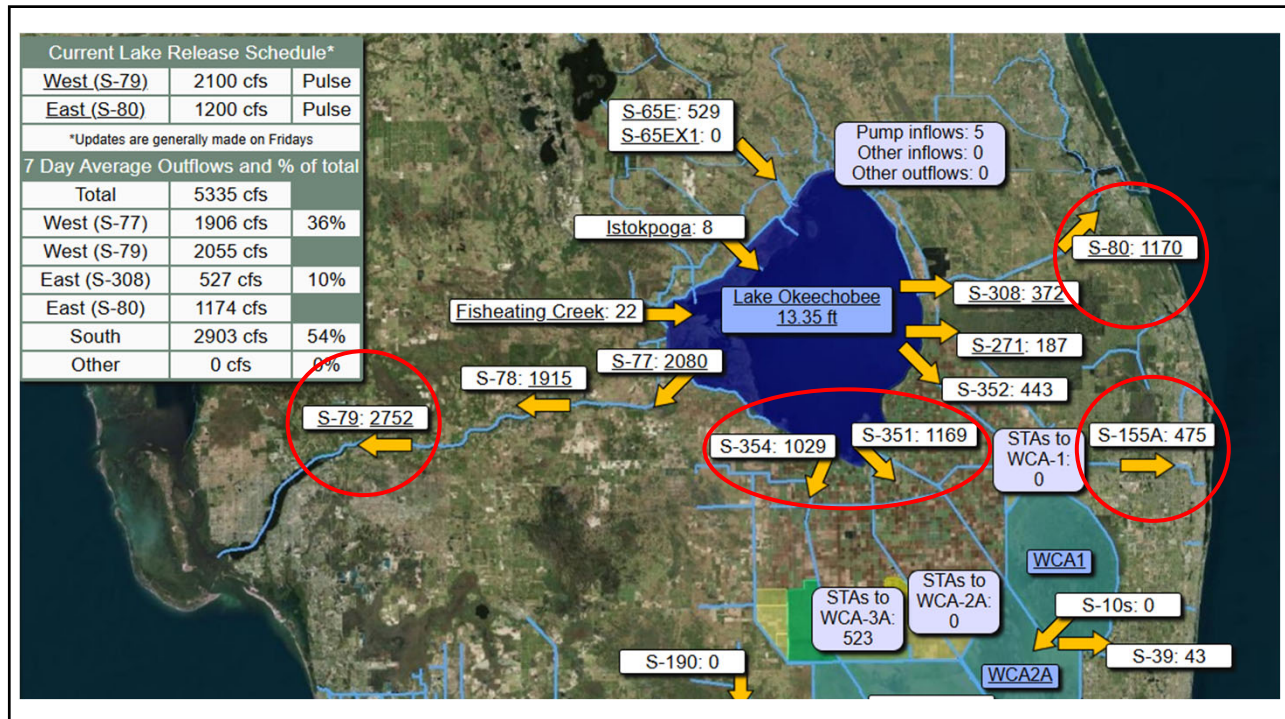 Current Lake Release Schedule*
West (S-79) 2100 cfs Pulse
East (S-80) 1200 cfs Pulse
*Updates are generally made on Fridays
7 Day Average Outflows and % of total
Total 5335 cfs
West (S-77) 1906 cfs 36%
West (S-79) 2055 cfs
East (S-308) 527 cfs 10%
East (S-80) 1174 cfs
South 2903 cfs 54%
Other 0 cfs 0%
S-65E: 529
S-65EX1: 0
Pump inflows: 5
Other inflows: 0
Other outflows: 0
Istokpoga: 8
S-80: 1170
Lake Okeechobee
13.35 ft
S-308: 372
Fisheating Creek: 22
S-271: 187
S-77: 2080
S-78: 1915
S-352: 443
S-79: 2752
S-354: 1029
S-351: 1169
STAs to
WCA-1:
0
S-155A: 475
WCA1
STAs to
WCA-3A:
523
STAs to
WCA-2A:
0
S-10s: 0
S-190: 0
S-39: 43
WCA2A